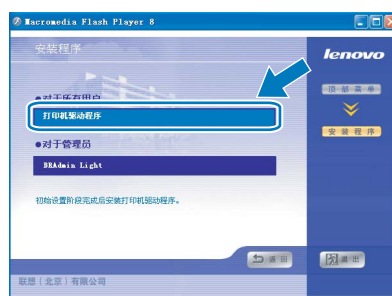 Macromedia Flash Player 8
安装程序
lenovo
●对于所有用户
顶部菜单
打印机驱动程序
安装程序
●对于管理员
BRAdmin Light
初始设置阶段完成后安装打印机驱动程序。
返回
退出
联想（北京）有限公司